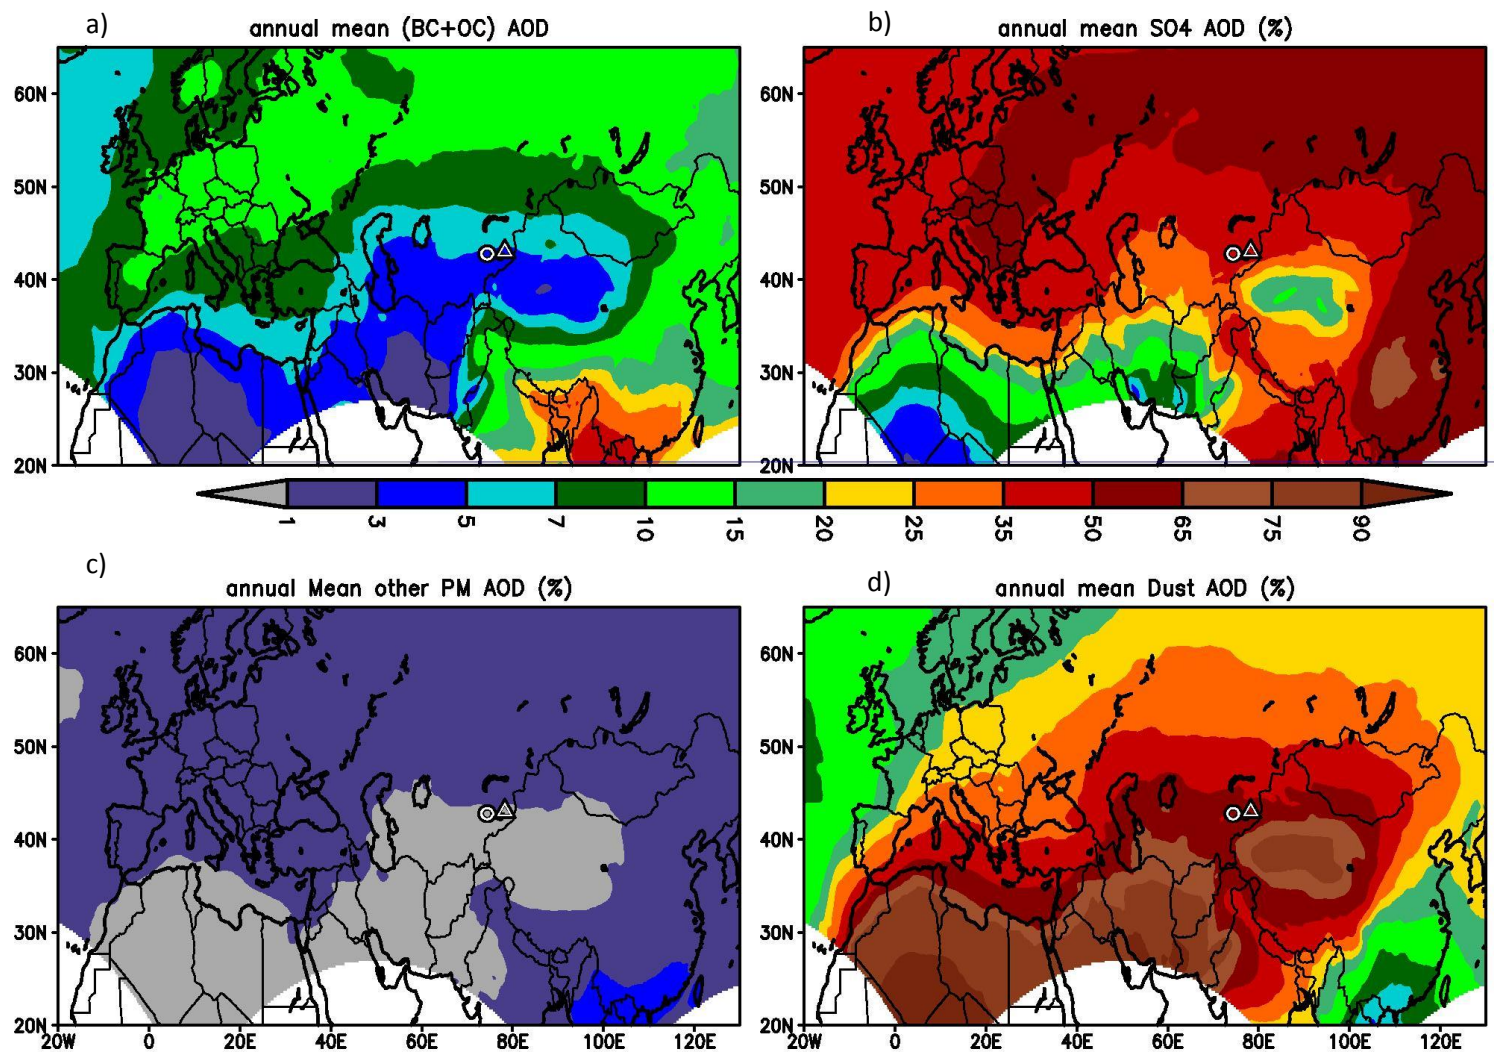 a) annual mean (BC+OC) AOD
b) annual mean SO4 AOD (%)
60N 60N
50N 50N
40N 40N
30N 30N
20N 20N
1 3 5 7 10 15 20 25 35 50 65 75 90
c) annual Mean other PM AOD (%)
d) annual mean Dust AOD (%)
60N 60N
50N 50N
40N 40N
30N 30N
20N 20N
20W 0 20E 40E 60E 80E 100E 120E
20W 0 20E 40E 60E 80E 100E 120E